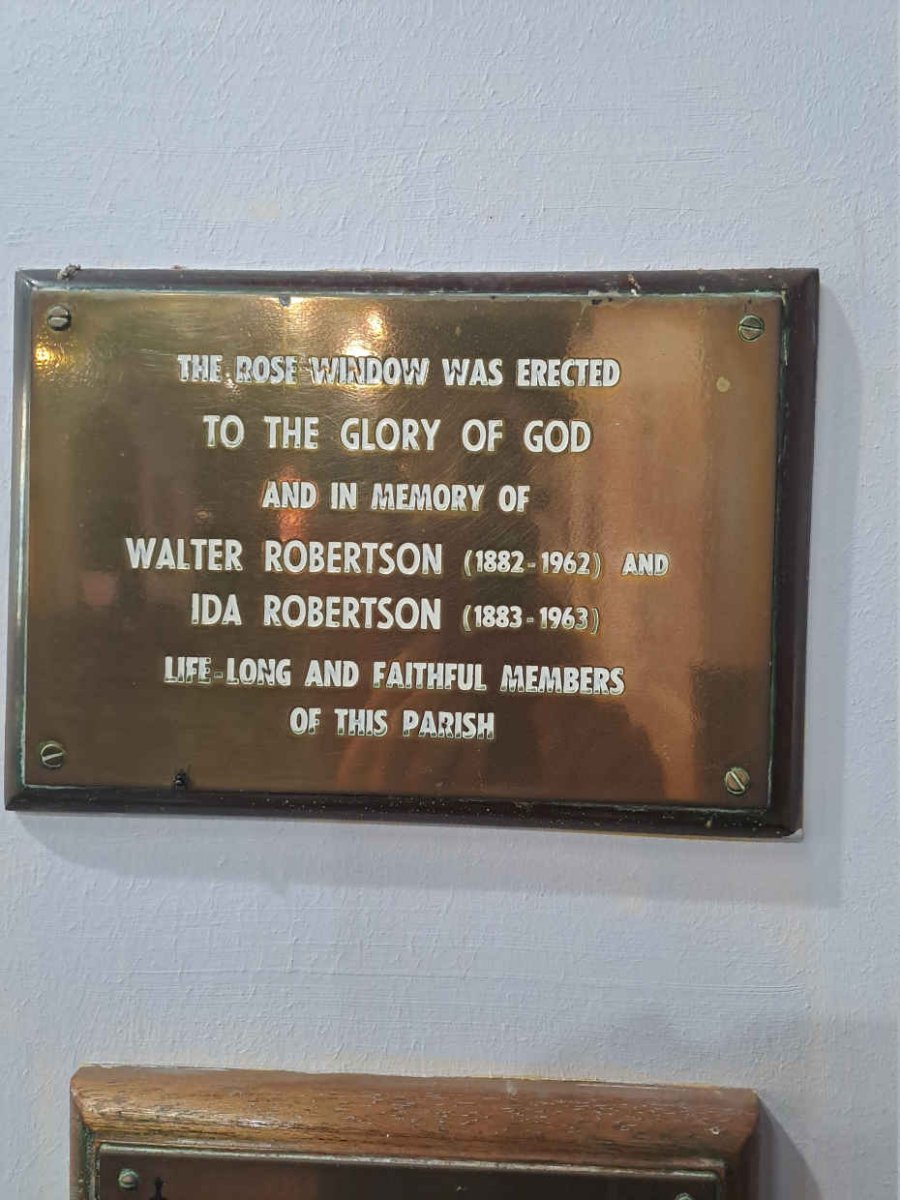 THE ROSE WINDOW WAS ERECTED
TO THE GLORY OF GOD
AND IN MEMORY OF
WALTER ROBERTSON (1882-1962) AND
IDA ROBERTSON (1883-1963)
LIFE-LONG AND FAITHFUL MEMBERS
OF THIS PARISH